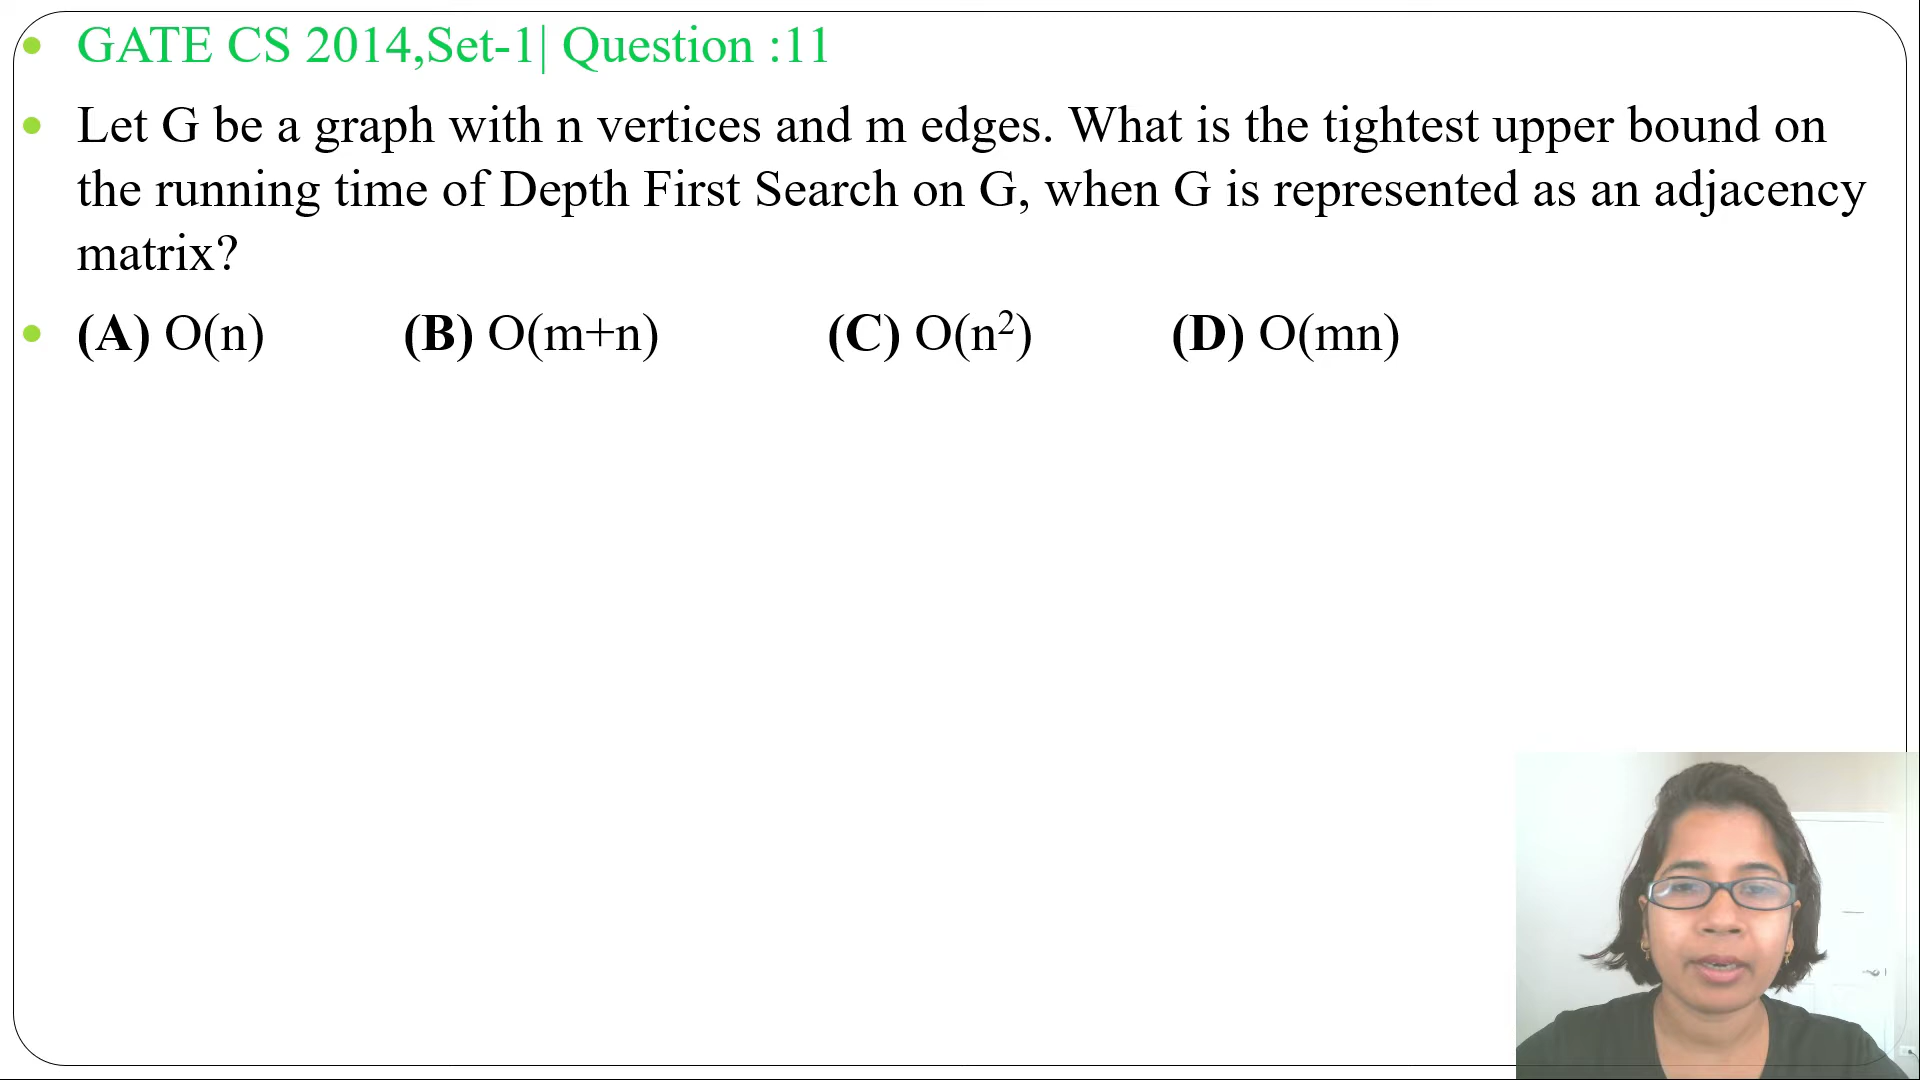 GATE CS 2014,Set-1| Question :11
Let G be a graph with n vertices and m edges. What is the tightest upper bound on
the running time of Depth First Search on G, when G is represented as an adjacency
matrix?
(A) O(n) (B) O(m+n) (C) O(n²) (D) O(mn)